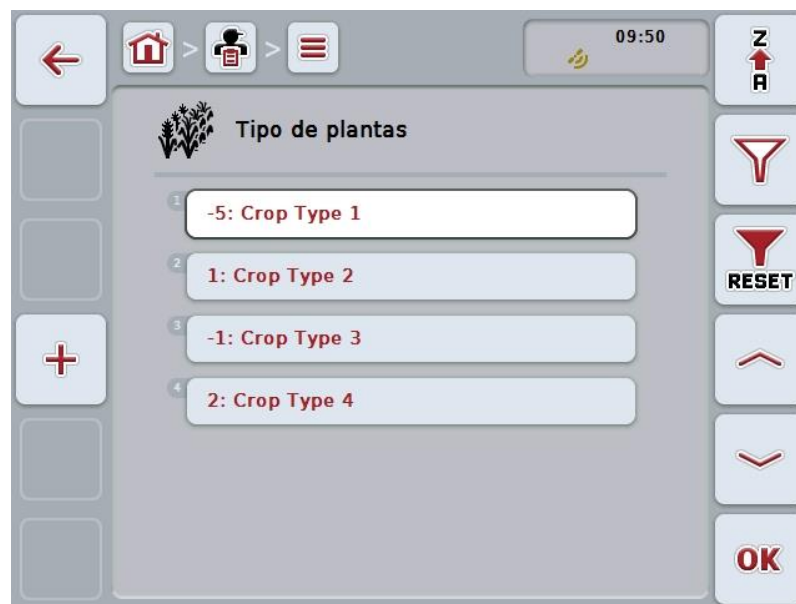 > >
09:50
Z
A
Tipo de plantas
1
-5: Crop Type 1
2
1: Crop Type 2
RESET
3
-1: Crop Type 3
4
2: Crop Type 4
OK